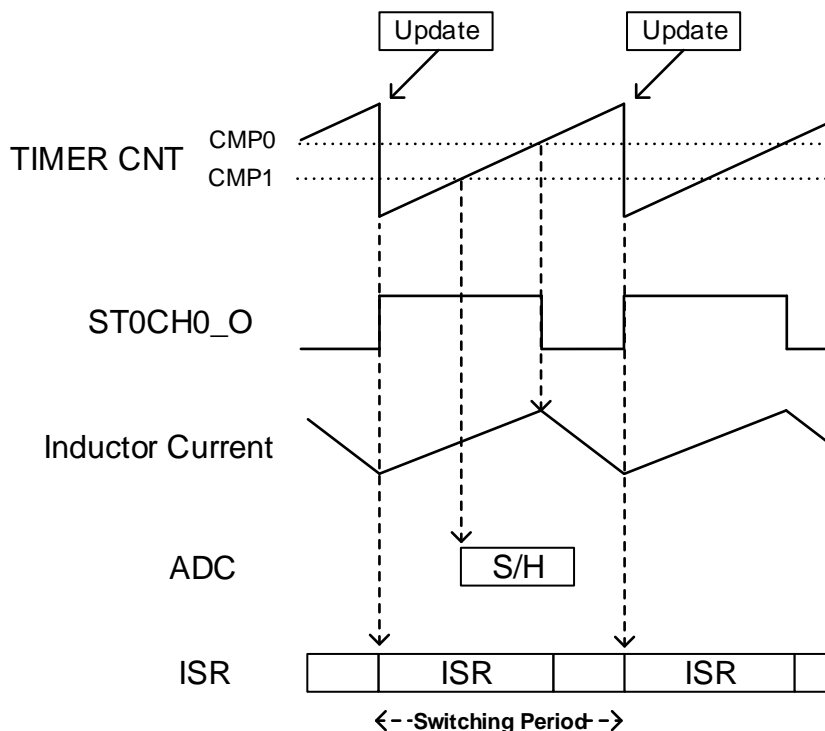 Update
Update
TIMER CNT
CMP0
CMP1
ST0CH0_O
Inductor Current
ADC
S/H
ISR
ISR
ISR
Switching Period